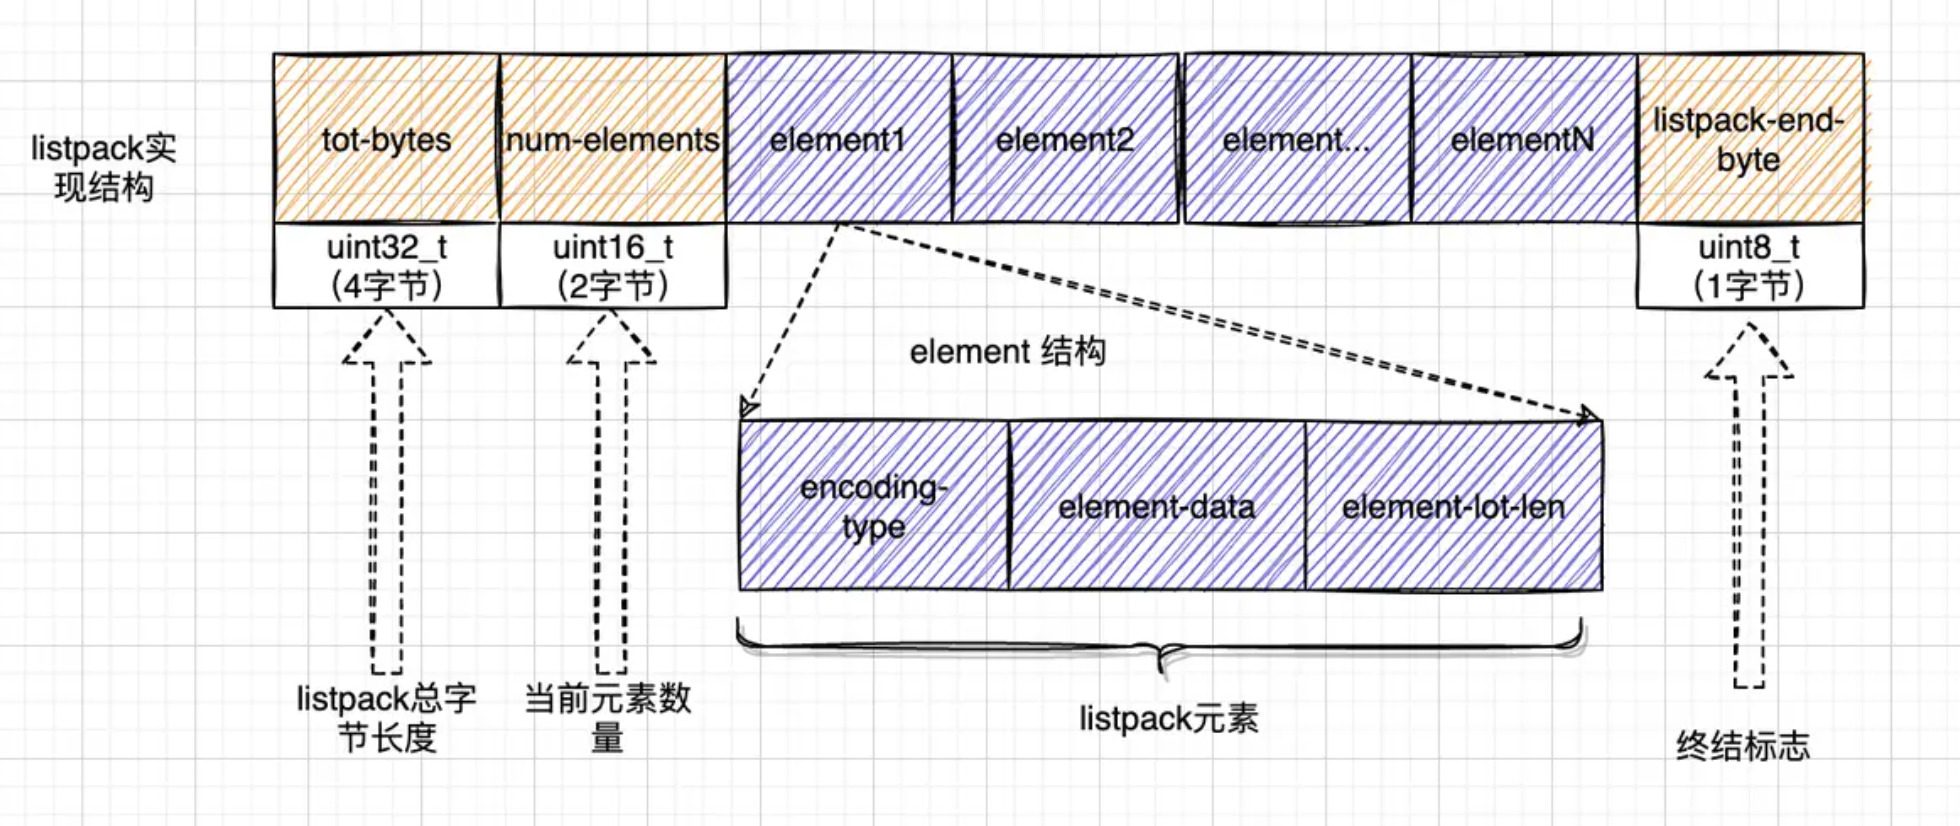 listpack实
现结构
tot-bytes
num-elements
element1
element2
element...
elementN
listpack-end-
byte
uint32_t
(4字节)
uint16_t
(2字节)
uint8_t
(1字节)
element 结构
encoding-
type
element-data
element-lot-len
listpack总字
节长度
当前元素数
量
listpack元素
终结标志